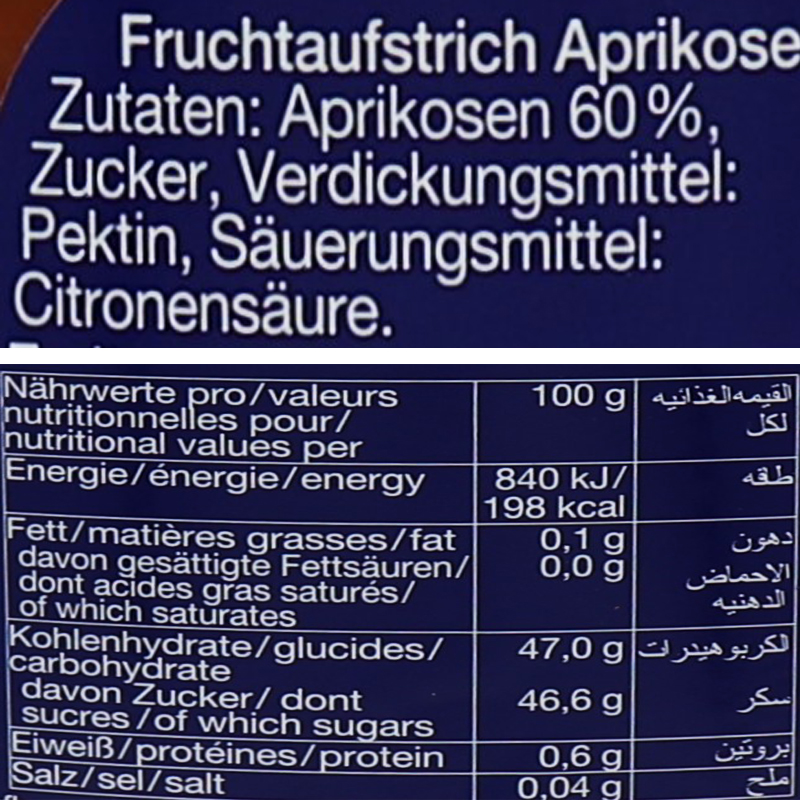 Fruchtaufstrich Aprikose
Zutaten: Aprikosen 60 %,
Zucker, Verdickungsmittel:
Pektin, Säuerungsmittel:
Citronensäure.
Nährwerte pro/valeurs
nutritionnelles pour/
nutritional values per
100 g
القيمه الغذائيه
لكل
Energie/énergie/energy
840 kJ/
198 kcal
طاقه
Fett/matières grasses/fat
0,1 g
دهون
davon gesättigte Fettsäuren/
dont acides gras saturés/
of which saturates
0,0 g
الاحماض
الدهنيه
Kohlenhydrate/glucides/
carbohydrate
47,0 g
الكربوهيدرات
davon Zucker/ dont
sucres/of which sugars
46,6 g
سكر
Eiweiß/protéines/protein
0,6 g
بروتين
Salz/sel/salt
0,04 g
ملح